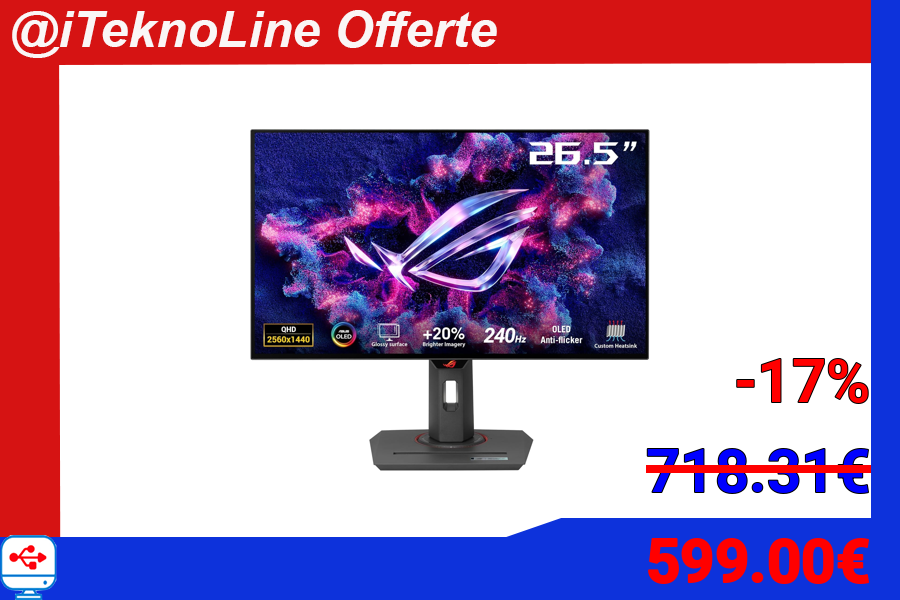 @iTeknoLine Offerte
26.5”
QHD
2560x1440
ASUS
OLED
Glossy surface
+20%
Brighter Imagery
240Hz
OLED
Anti-flicker
Custom Heatsink
-17%
718.31€
599.00€